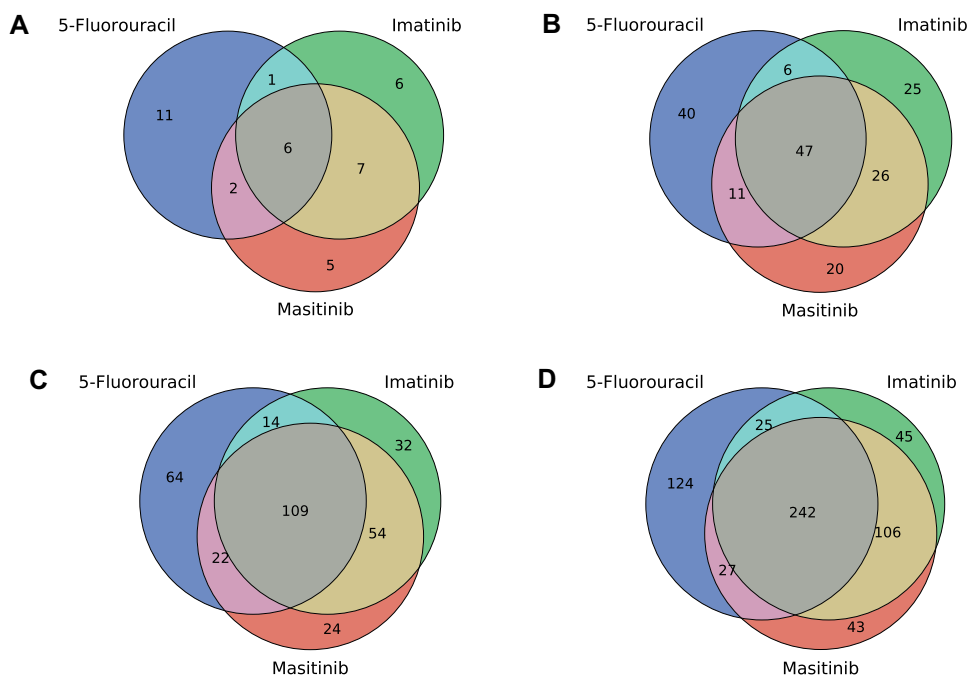 A
5-Fluorouracil
Imatinib
1
6
11
6
7
2
5
Masitinib
B
5-Fluorouracil
Imatinib
6
25
40
47
26
11
20
Masitinib
C
5-Fluorouracil
Imatinib
14
32
64
109
54
22
24
Masitinib
D
5-Fluorouracil
Imatinib
25
45
124
242
106
27
43
Masitinib